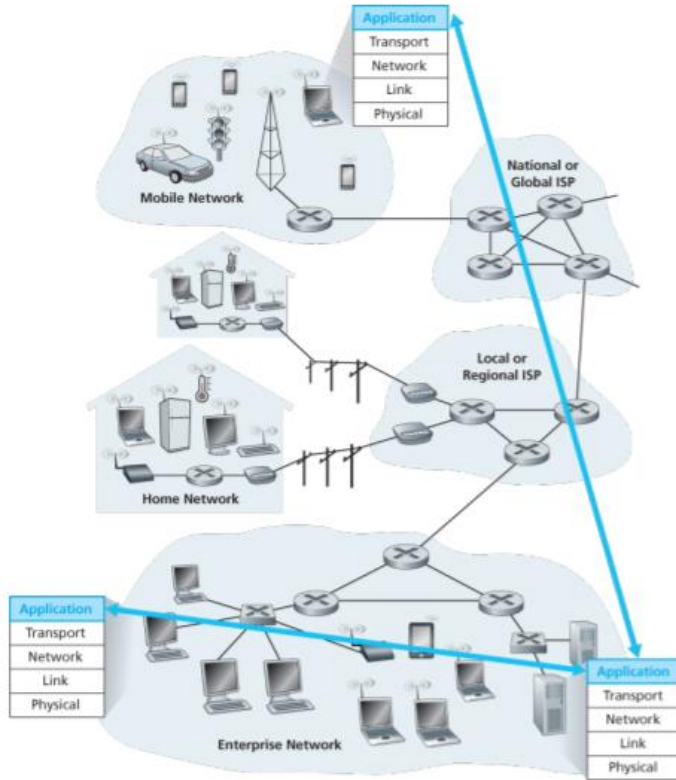 Application
Transport
Network
Link
Physical
National or
Global ISP
Mobile Network
Local or
Regional ISP
Home Network
Application
Transport
Network
Link
Physical
Application
Transport
Network
Link
Physical
Enterprise Network